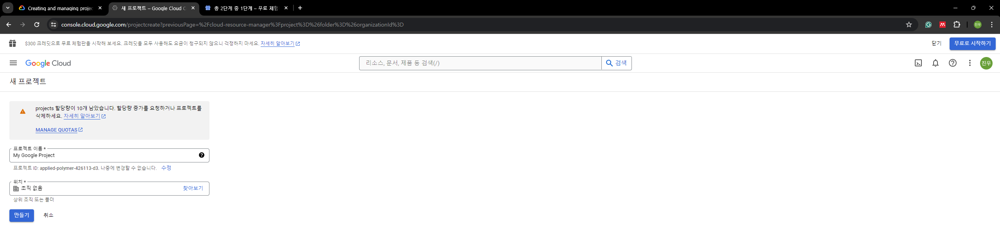 Creating and managing projec
새 프로젝트 – Google Cloud C
총 2단계 중 1단계 – 무료 체험
console.cloud.google.com/projectcreate?previousPage=%2Fcloud-resource-manager%3Fproject%3D%26folder%3D%26organizationId%3D
진우
$300 크레딧으로 무료 체험판을 시작해 보세요. 크레딧을 모두 사용해도 요금이 청구되지 않으니 걱정하지 마세요. 자세히 알아보기
닫기
무료로 시작하기
Google Cloud
리소스, 문서, 제품 등 검색(/)
검색
진우
새 프로젝트
projects 할당량이 10개 남았습니다. 할당량 증가를 요청하거나 프로젝트를
삭제하세요. 자세히 알아보기
MANAGE QUOTAS
프로젝트 이름 *
My Google Project
프로젝트 ID: applied-polymer-426113-d3. 나중에 변경할 수 없습니다. 수정
위치 *
조직 없음
찾아보기
상위 조직 또는 폴더
만들기
취소